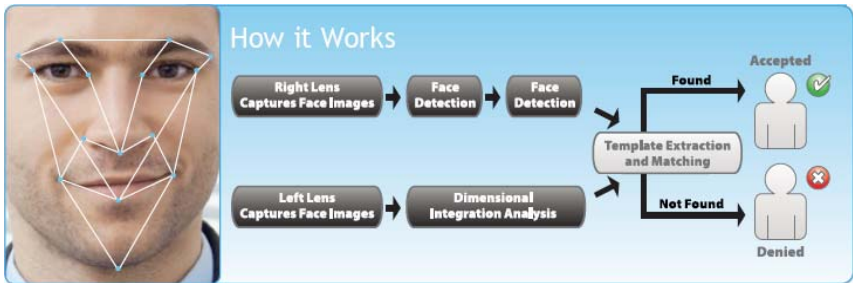 How it Works
Right Lens
Captures Face Images
Face
Detection
Face
Detection
Left Lens
Captures Face Images
Dimensional
Integration Analysis
Template Extraction
and Matching
Found
Accepted
Not Found
Denied